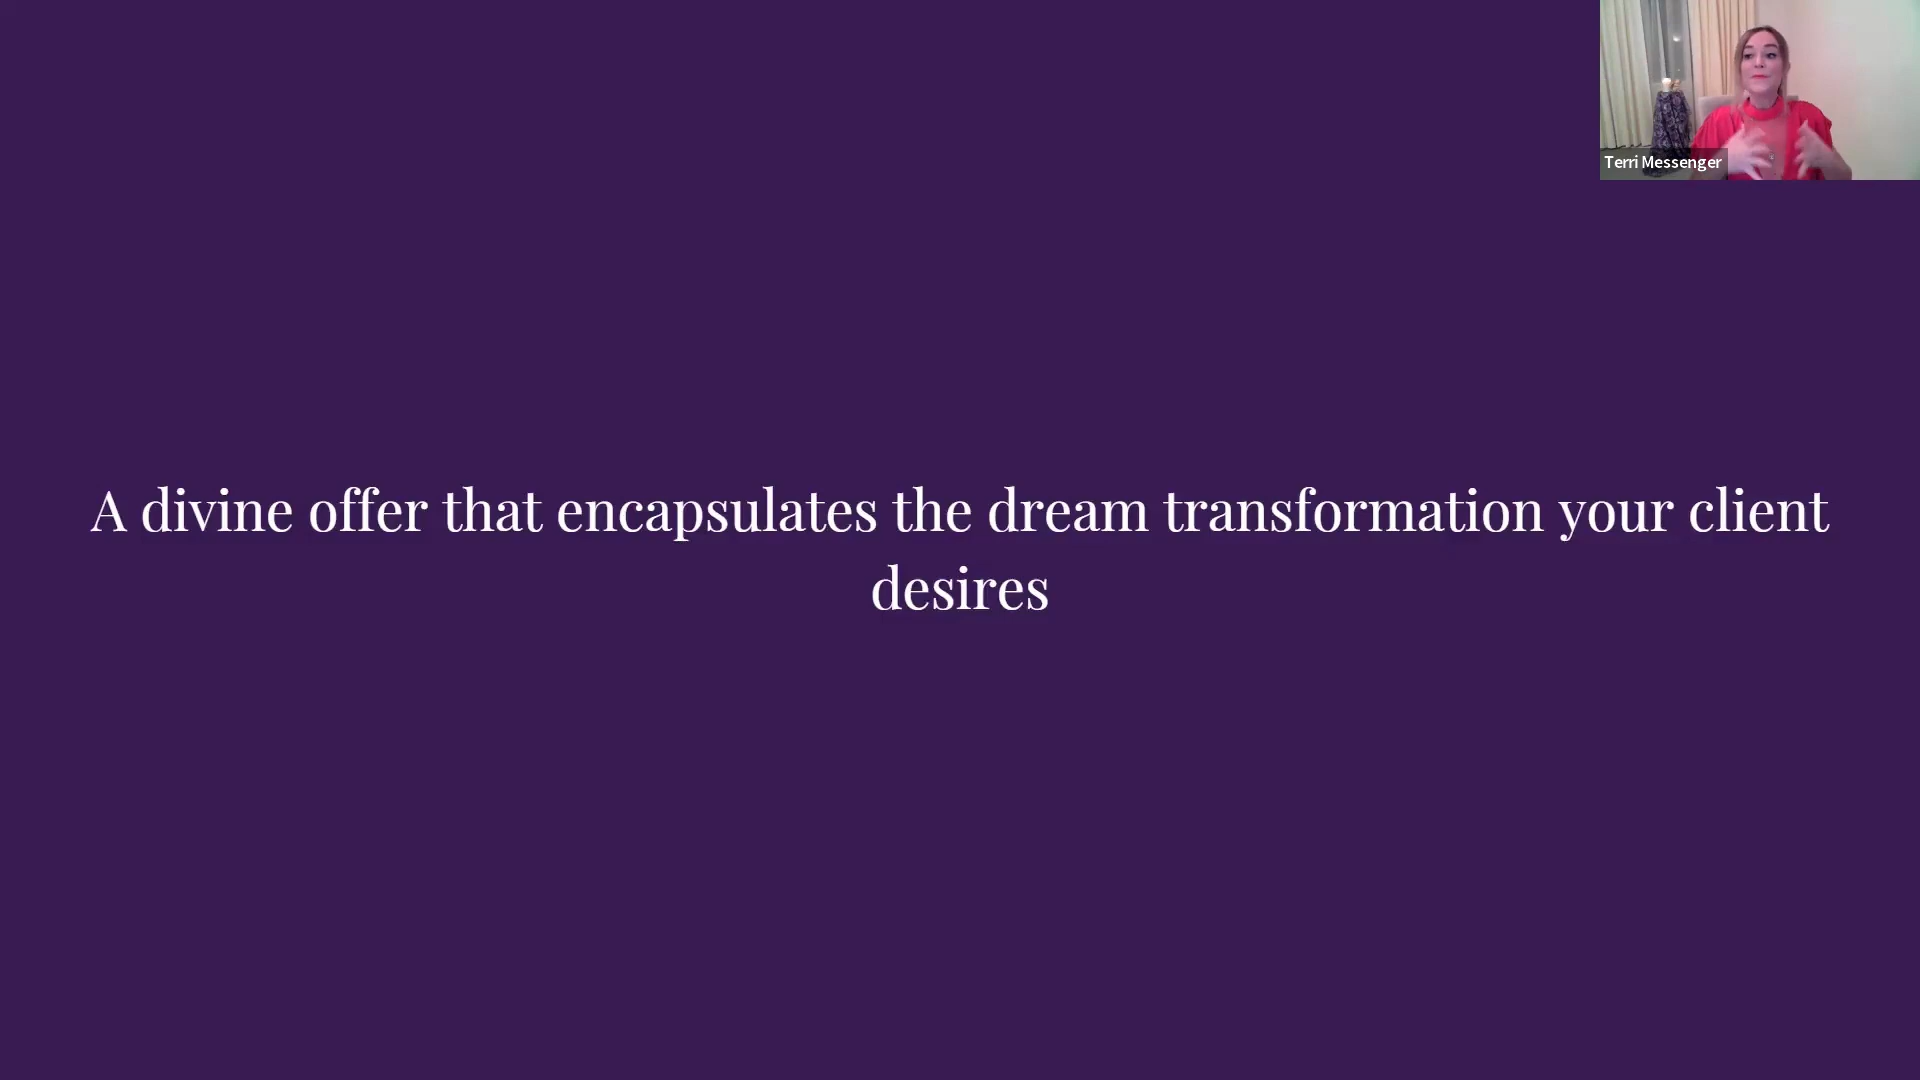 Terri Messenger
A divine offer that encapsulates the dream transformation your client
desires